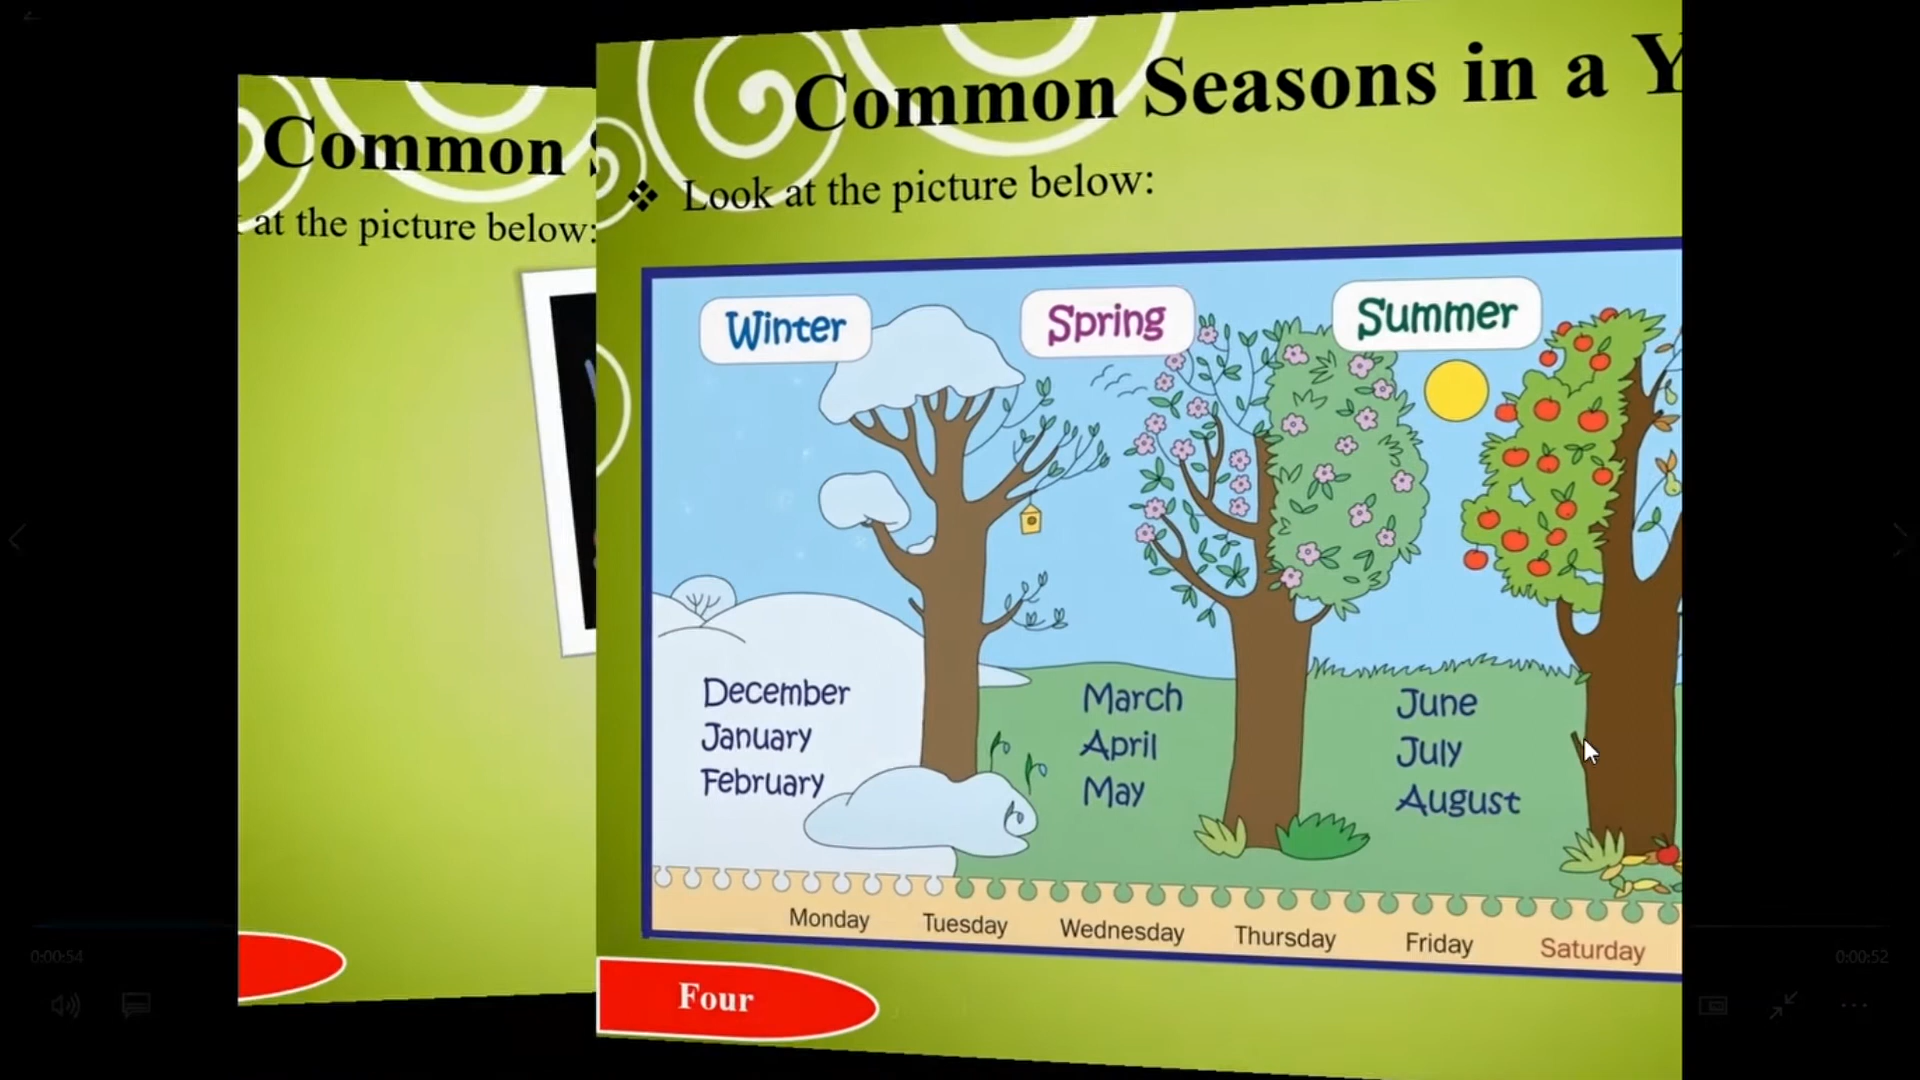 Common
at the picture below:
Common Seasons in a Y
Look at the picture below:
Winter
Spring
Summer
December
January
February
March
April
May
June
July
August
Monday
Tuesday
Wednesday
Thursday
Friday
Saturday
Four
0:00:54
0:00:52